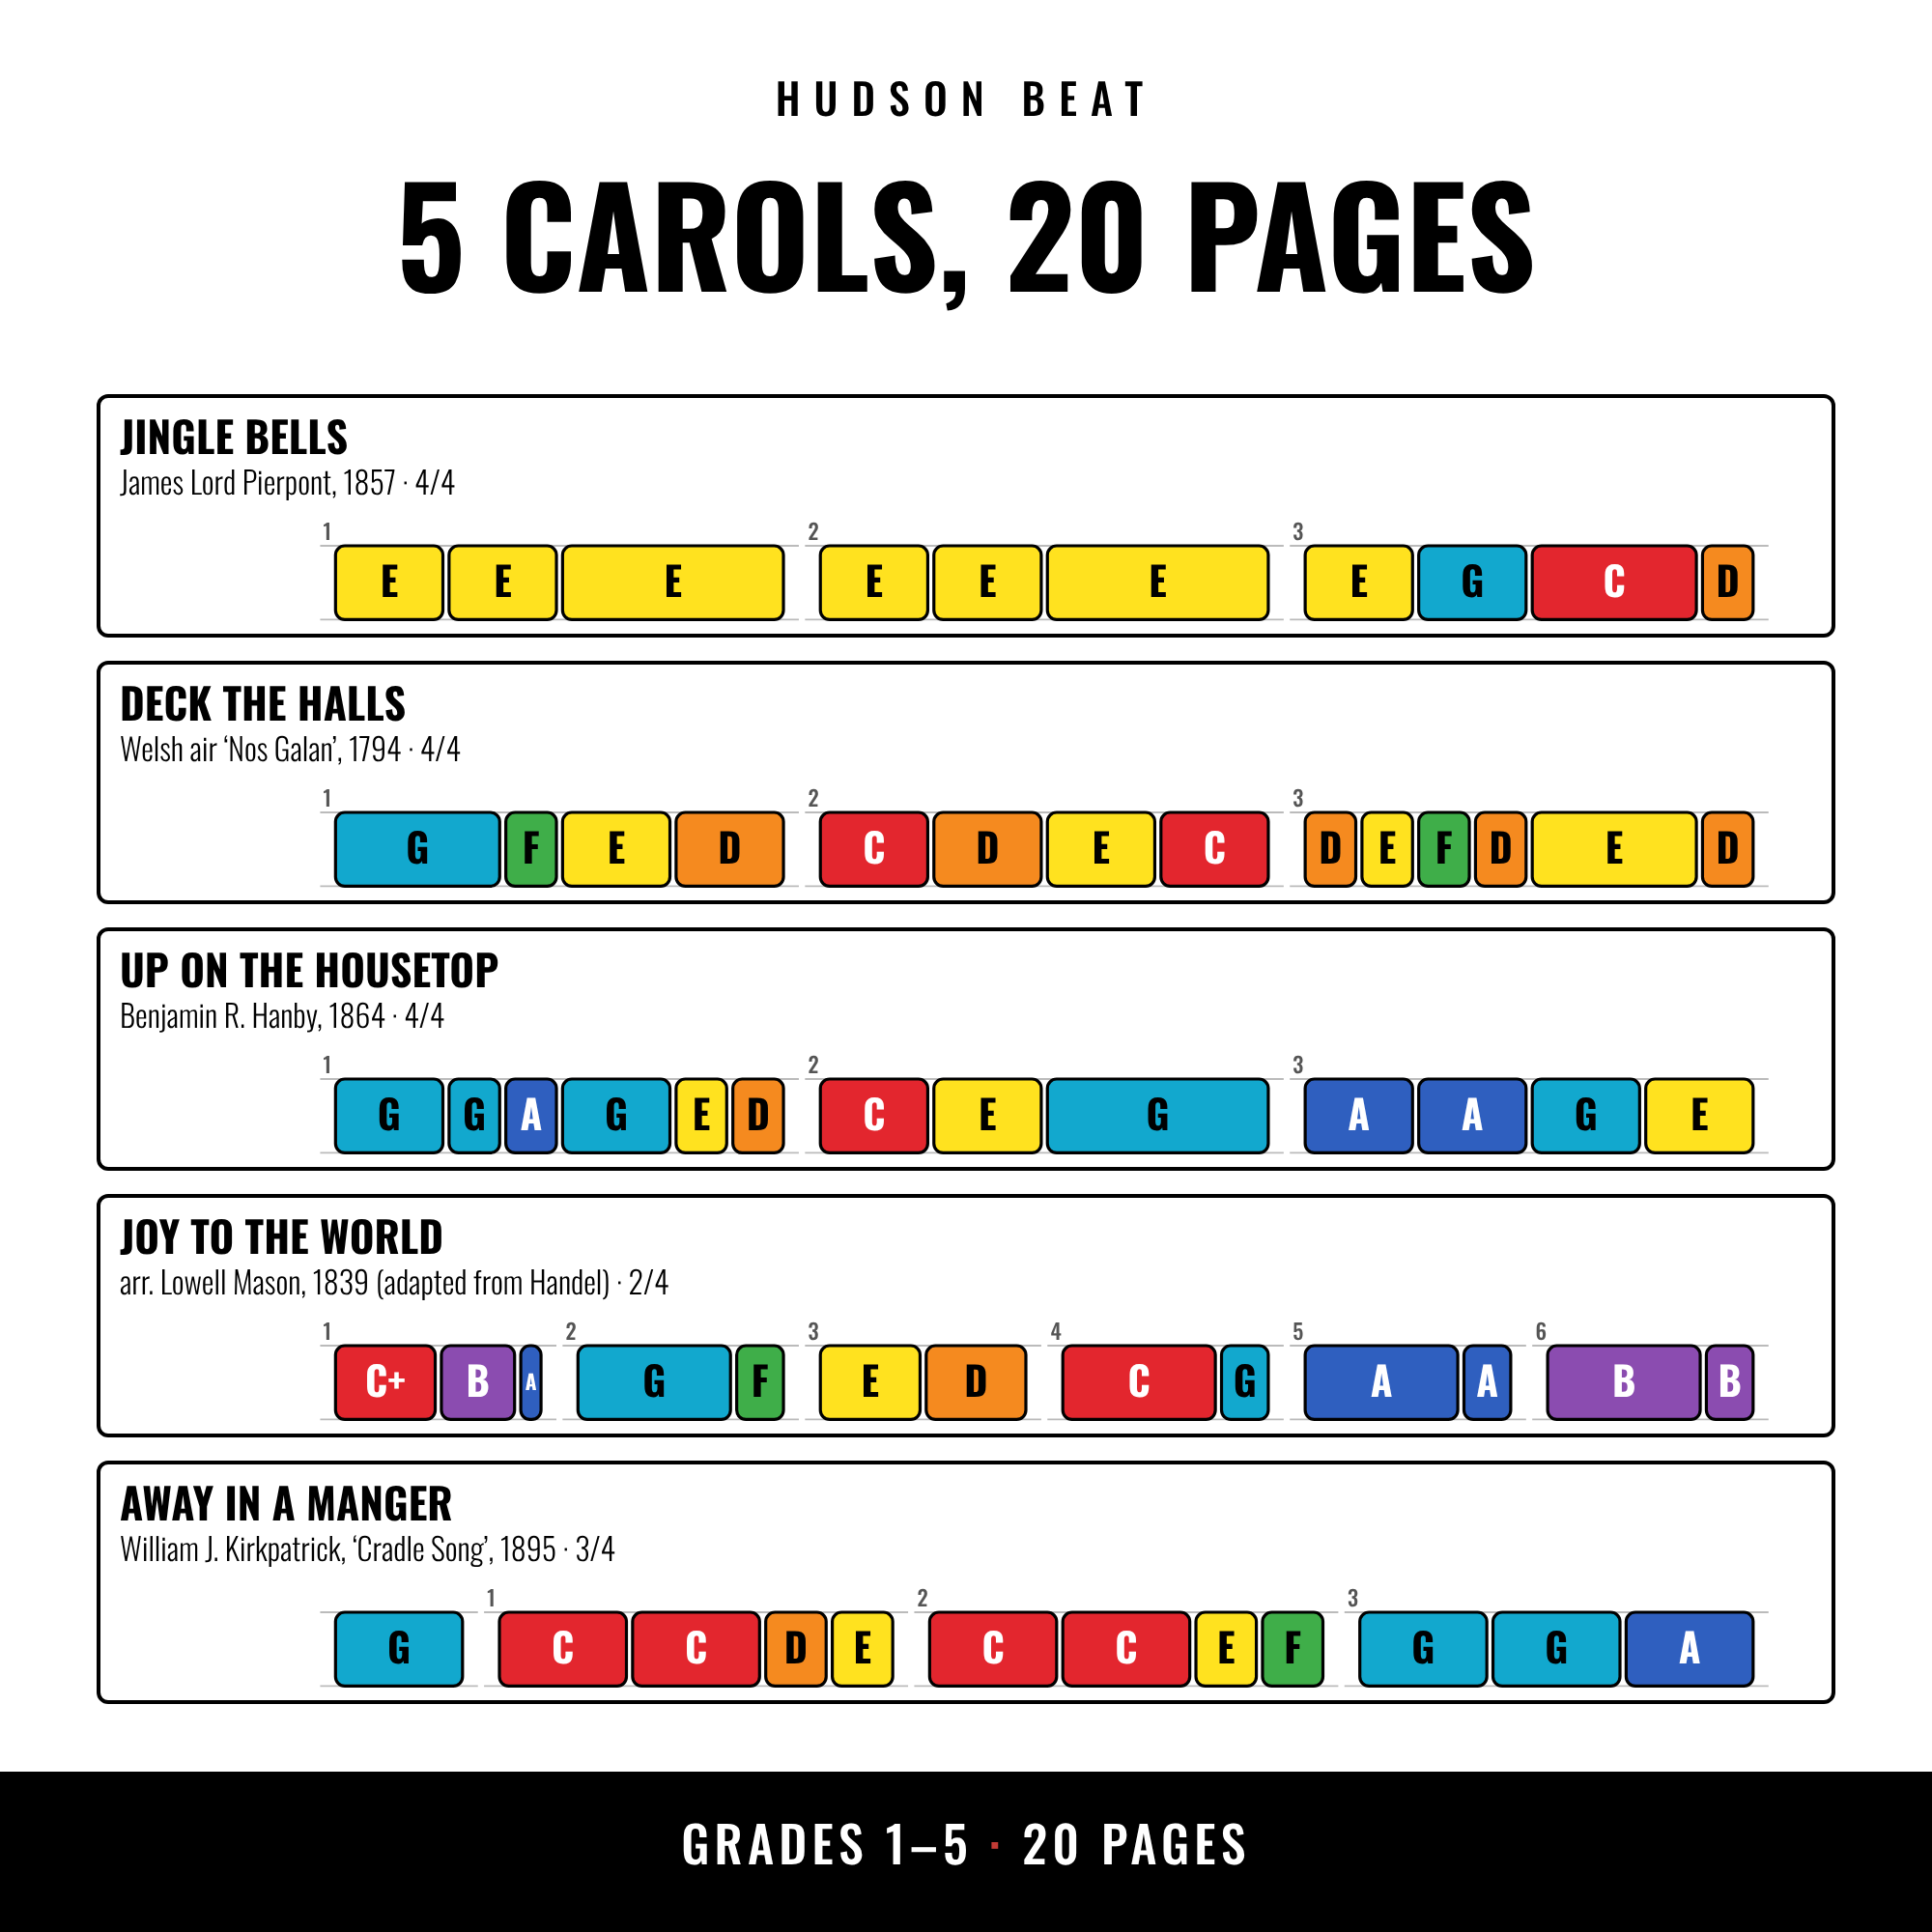 HUDSON BEAT
5 CAROLS, 20 PAGES
JINGLE BELLS
James Lord Pierpont, 1857 · 4/4
1 2 3
E E E E E E E G C D
DECK THE HALLS
Welsh air ‘Nos Galan’, 1794 · 4/4
1 2 3
G F E D C D E C D E F D E D
UP ON THE HOUSETOP
Benjamin R. Hanby, 1864 · 4/4
1 2 3
G G A G E D C E G A A G E
JOY TO THE WORLD
arr. Lowell Mason, 1839 (adapted from Handel) · 2/4
1 2 3 4 5 6
C+ B A G F E D C G A A B B
AWAY IN A MANGER
William J. Kirkpatrick, ‘Cradle Song’, 1895 · 3/4
1 2 3
G C C D E C C E F G G A
GRADES 1–5 · 20 PAGES